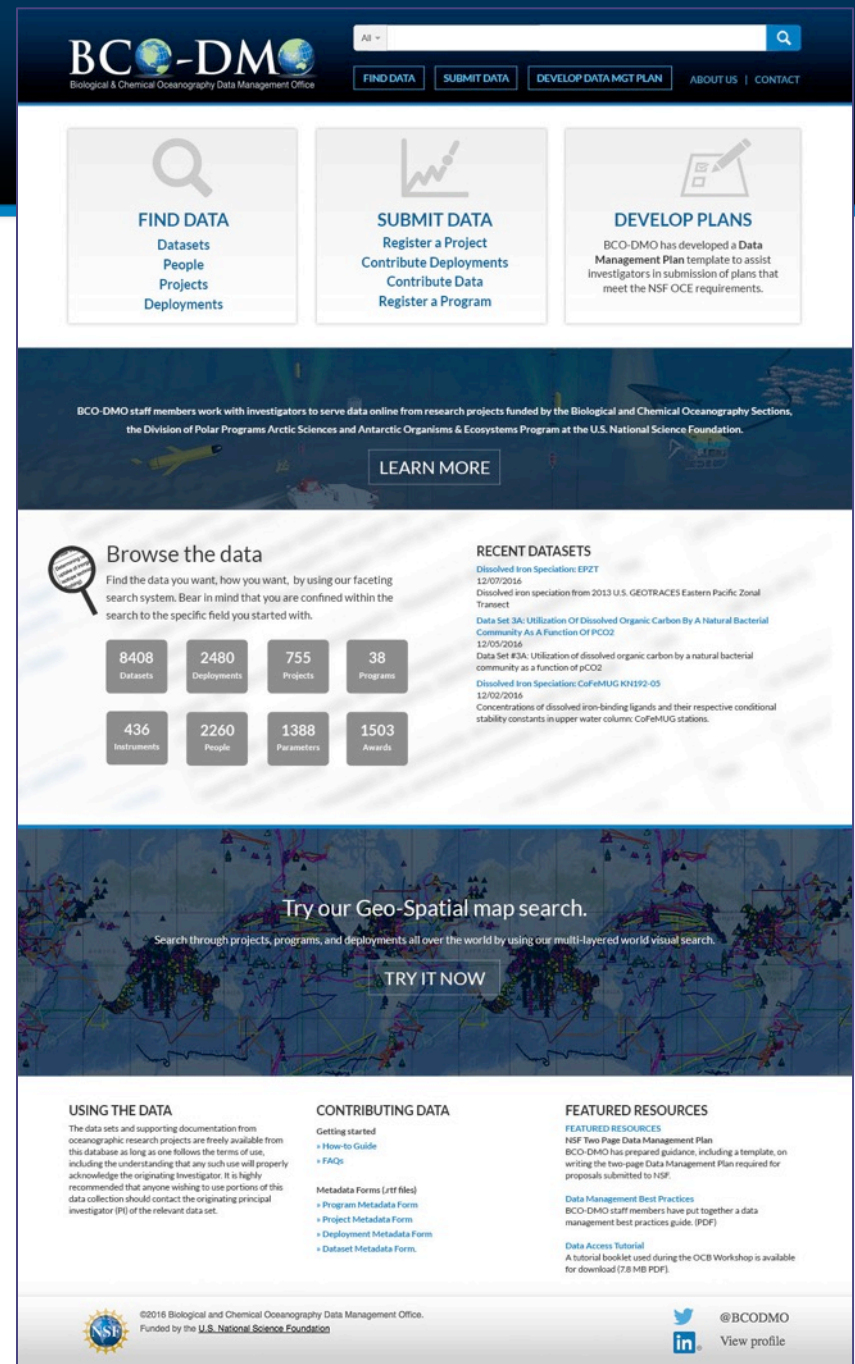 BCO-DMO
Biological & Chemical Oceanography Data Management Office
All
FIND DATA
SUBMIT DATA
DEVELOP DATA MGT PLAN
ABOUT US | CONTACT
FIND DATA
Datasets
People
Projects
Deployments
SUBMIT DATA
Register a Project
Contribute Deployments
Contribute Data
Register a Program
DEVELOP PLANS
BCO-DMO has developed a Data
Management Plan template to assist
investigators in submission of plans that
meet the NSF OCE requirements.
BCO-DMO staff members work with investigators to serve data online from research projects funded by the Biological and Chemical Oceanography Sections,
the Division of Polar Programs Arctic Sciences and Antarctic Organisms & Ecosystems Program at the U.S. National Science Foundation.
LEARN MORE
Browse the data
Find the data you want, how you want, by using our faceting
search system. Bear in mind that you are confined within the
search to the specific field you started with.
8408
Datasets
2480
Deployments
755
Projects
38
Programs
436
Instruments
2260
People
1388
Parameters
1503
Awards
RECENT DATASETS
Dissolved Iron Speciation: EPZT
12/07/2016
Dissolved iron speciation from 2013 U.S. GEOTRACES Eastern Pacific Zonal
Transect
Data Set 3A: Utilization Of Dissolved Organic Carbon By A Natural Bacterial
Community As A Function Of PCO2
12/05/2016
Data Set #3A: Utilization of dissolved organic carbon by a natural bacterial
community as a function of pCO2
Dissolved Iron Speciation: CoFeMUG KN192-05
12/02/2016
Concentrations of dissolved iron-binding ligands and their respective conditional
stability constants in upper water column: CoFeMUG stations.
Try our Geo-Spatial map search.
Search through projects, programs, and deployments all over the world by using our multi-layered world visual search.
TRY IT NOW
USING THE DATA
The data sets and supporting documentation from
oceanographic research projects are freely available from
this database as long as one follows the terms of use,
including the understanding that any such use will properly
acknowledge the originating Investigator. It is highly
recommended that anyone wishing to use portions of this
data collection should contact the originating principal
investigator (PI) of the relevant data set.
CONTRIBUTING DATA
Getting started
» How-to Guide
» FAQs
Metadata Forms (.rtf files)
» Program Metadata Form
» Project Metadata Form
» Deployment Metadata Form
» Dataset Metadata Form.
FEATURED RESOURCES
FEATURED RESOURCES
NSF Two Page Data Management Plan
BCO-DMO has prepared guidance, including a template, on
writing the two-page Data Management Plan required for
proposals submitted to NSF.
Data Management Best Practices
BCO-DMO staff members have put together a data
management best practices guide. (PDF)
Data Access Tutorial
A tutorial booklet used during the OCB Workshop is available
for download (7.8 MB PDF).
NSF
©2016 Biological and Chemical Oceanography Data Management Office.
Funded by the U.S. National Science Foundation
@BCODMO
in
View profile